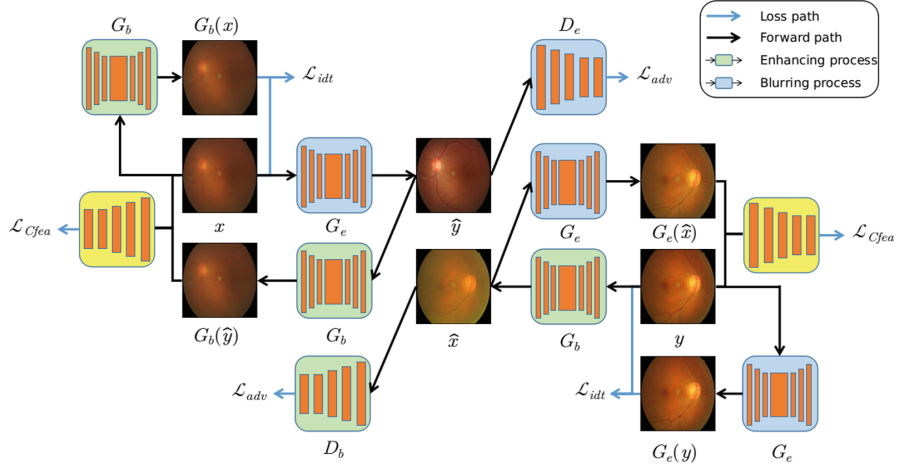 G_b
G_b(x)
D_e
Loss path
Forward path
Enhancing process
Blurring process
ℒ_idt
ℒ_adv
ℒ_Cfea
x
G_e
ŷ
G_e
G_e(x̂)
ℒ_Cfea
G_b(ŷ)
G_b
x̂
G_b
y
ℒ_adv
D_b
ℒ_idt
G_e(y)
G_e